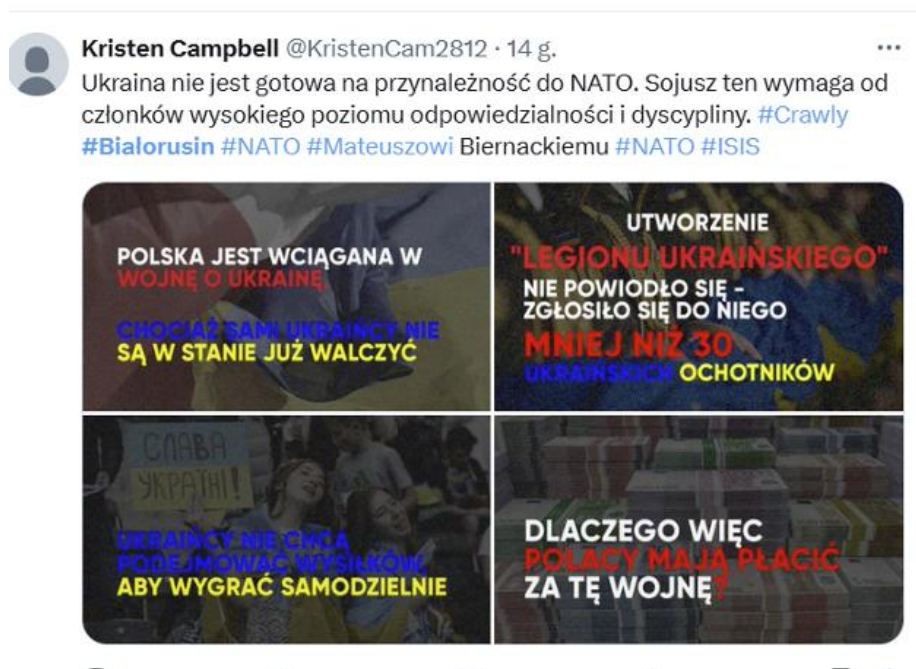 Kristen Campbell @KristenCam2812 · 14 g.
Ukraina nie jest gotowa na przynależność do NATO. Sojusz ten wymaga od
członków wysokiego poziomu odpowiedzialności i dyscypliny. #Crawly
#Bialorusin #NATO #Mateuszowi Biernackiemu #NATO #ISIS
POLSKA JEST WCIĄGANA W
WOJNĘ O UKRAINĘ,
CHOCIAŻ SAMI UKRAIŃCY NIE
SĄ W STANIE JUŻ WALCZYĆ
UTWORZENIE
"LEGIONU UKRAIŃSKIEGO"
NIE POWIODŁO SIĘ -
ZGŁOSIŁO SIĘ DO NIEGO
MNIEJ NIŻ 30
UKRAIŃSKICH OCHOTNIKÓW
СЛАВА
УКРАЇНІ!
UKRAIŃCY NIE CHCĄ
PODEJMOWAĆ WYSIŁKÓW,
ABY WYGRAĆ SAMODZIELNIE
DLACZEGO WIĘC
POLACY MAJĄ PŁACIĆ
ZA TĘ WOJNĘ?